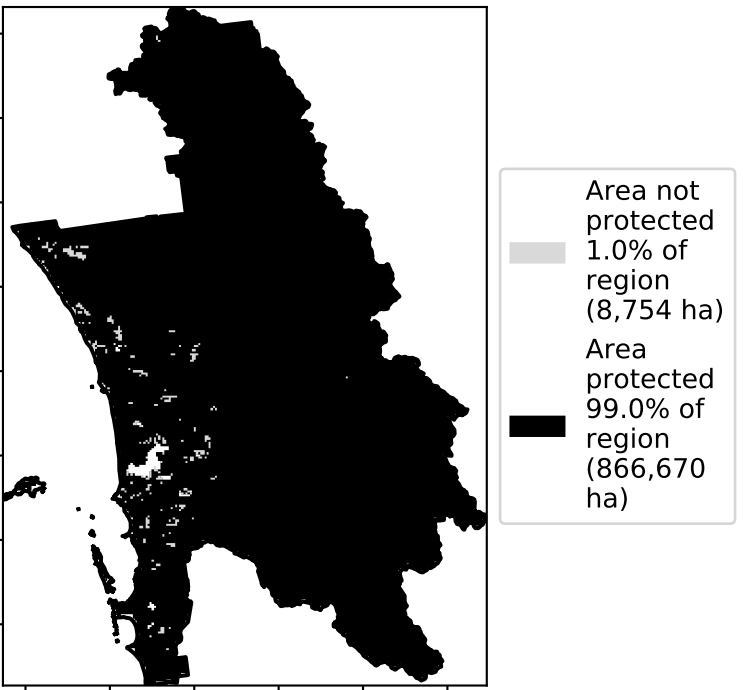 Area not
protected
1.0% of
region
(8,754 ha)
Area
protected
99.0% of
region
(866,670
ha)